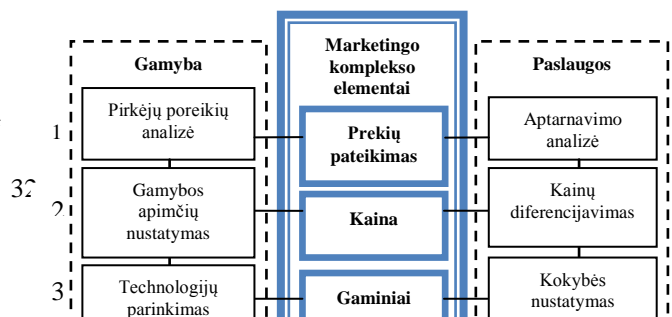 Gamyba
Marketingo
komplekso
elementai
Paslaugos
1
Pirkėjų poreikių
analizė
Prekių
pateikimas
Aptarnavimo
analizė
2
Gamybos
apimčių
nustatymas
Kaina
Kainų
diferencijavimas
3
Technologijų
parinkimas
Gaminiai
Kokybės
nustatymas